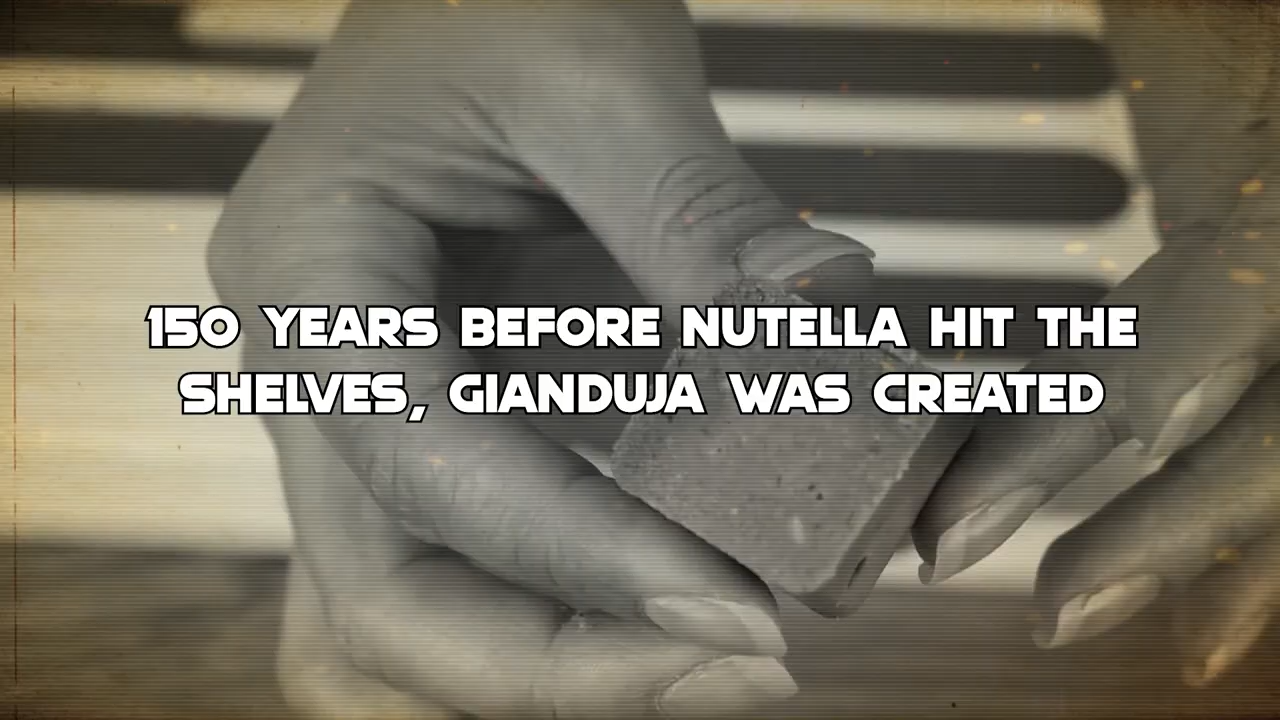 150 YEARS BEFORE NUTELLA HIT THE
SHELVES, GIANDUJA WAS CREATED